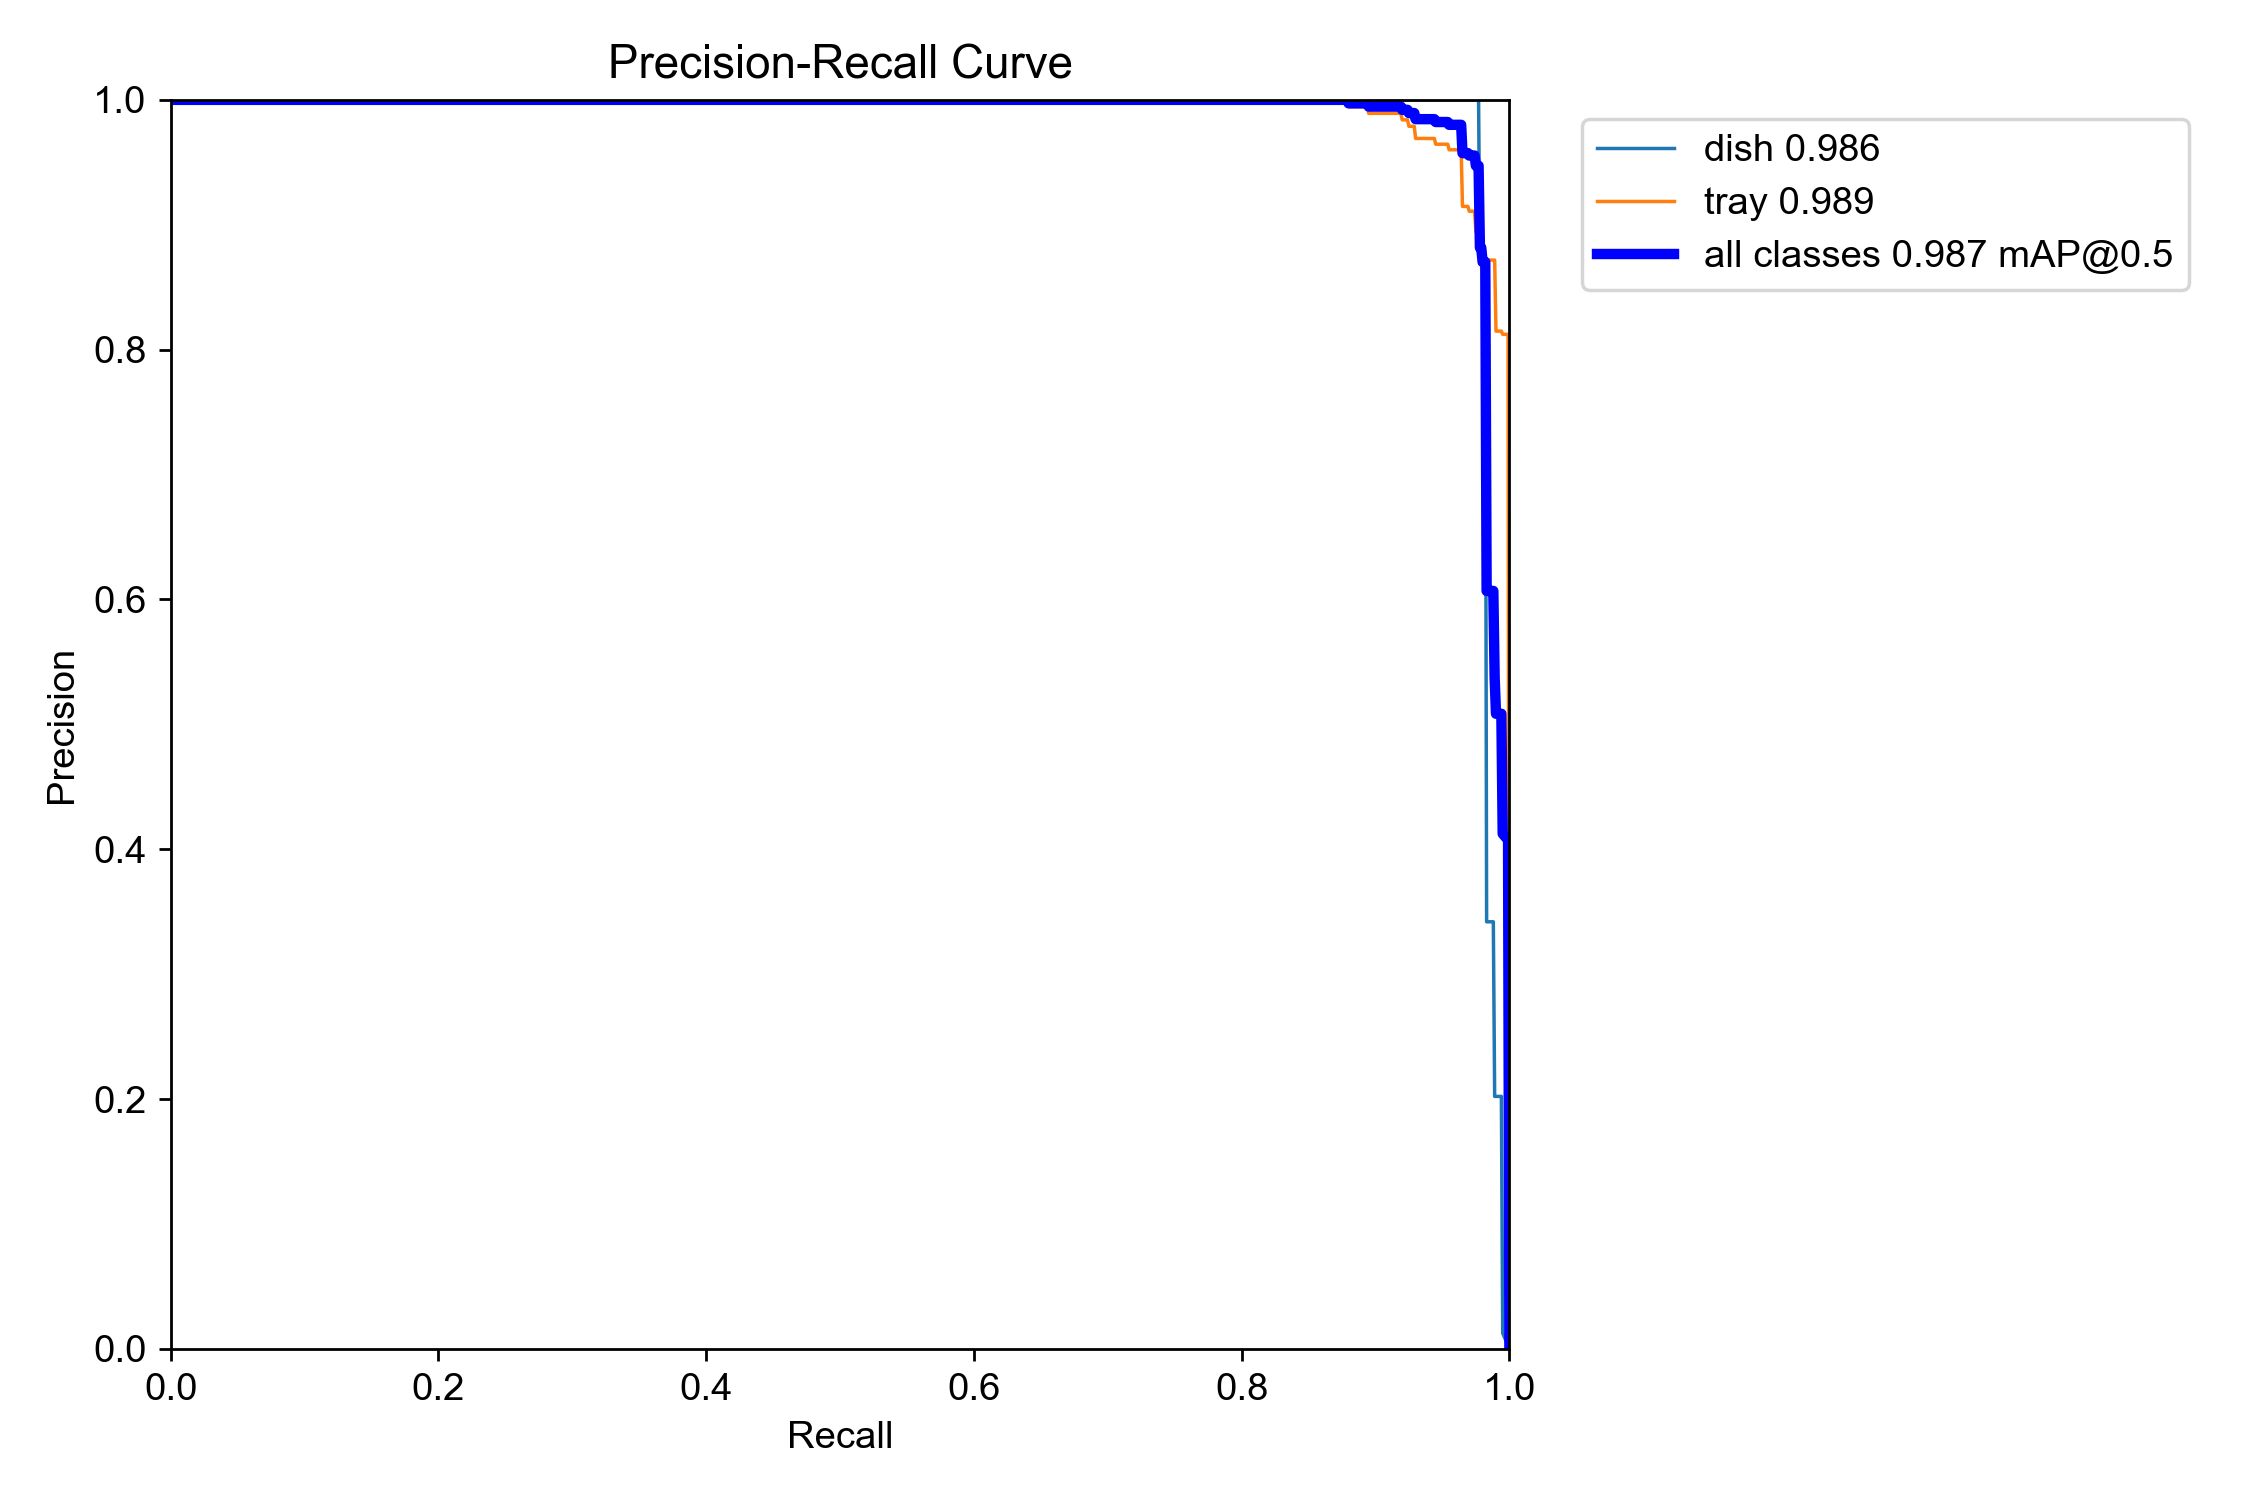 Precision-Recall Curve
1.0
0.8
0.6
0.4
0.2
0.0
Precision
0.0 0.2 0.4 0.6 0.8 1.0
Recall
dish 0.986
tray 0.989
all classes 0.987 mAP@0.5